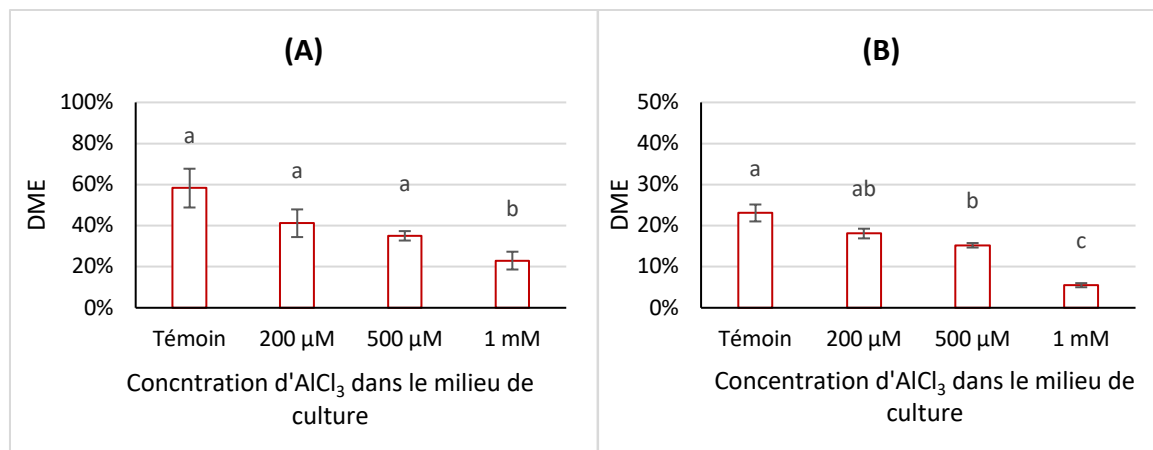 (A)
100%
80%
60%
40%
20%
0%
DME
a
a
a
b
Témoin 200 µM 500 µM 1 mM
Concntration d'AlCl₃ dans le milieu de
culture
(B)
50%
40%
30%
20%
10%
0%
DME
a
ab
b
c
Témoin 200 µM 500 µM 1 mM
Concentration d'AlCl₃ dans le milieu de
culture